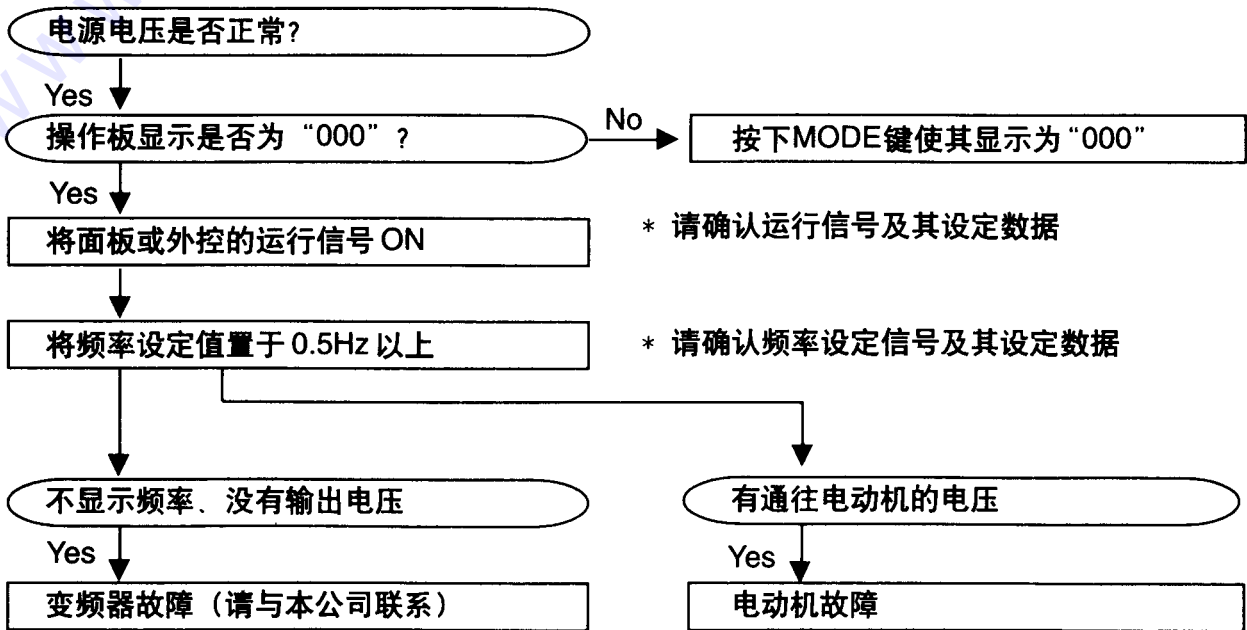 电源电压是否正常?
Yes
操作板显示是否为 “000” ?
No
按下MODE键使其显示为“000”
Yes
将面板或外控的运行信号 ON
* 请确认运行信号及其设定数据
将频率设定值置于 0.5Hz 以上
* 请确认频率设定信号及其设定数据
不显示频率、没有输出电压
有通往电动机的电压
Yes
Yes
变频器故障（请与本公司联系）
电动机故障